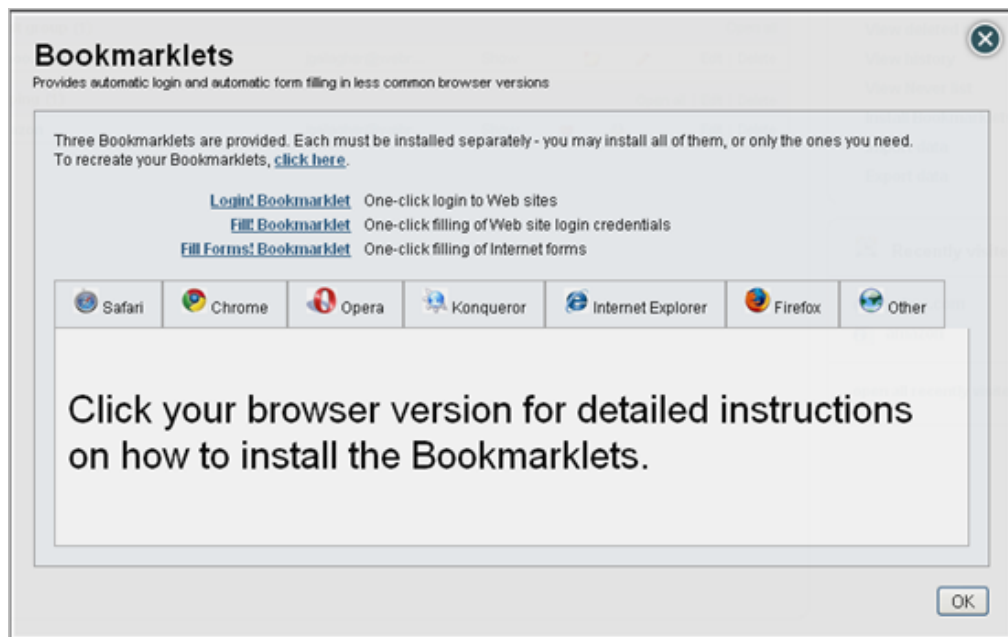 Bookmarklets
Provides automatic login and automatic form filling in less common browser versions
Three Bookmarklets are provided. Each must be installed separately - you may install all of them, or only the ones you need.
To recreate your Bookmarklets, click here.
Login! Bookmarklet One-click login to Web sites
Fill! Bookmarklet One-click filling of Web site login credentials
Fill Forms! Bookmarklet One-click filling of Internet forms
Safari Chrome Opera Konqueror Internet Explorer Firefox Other
Click your browser version for detailed instructions
on how to install the Bookmarklets.
OK